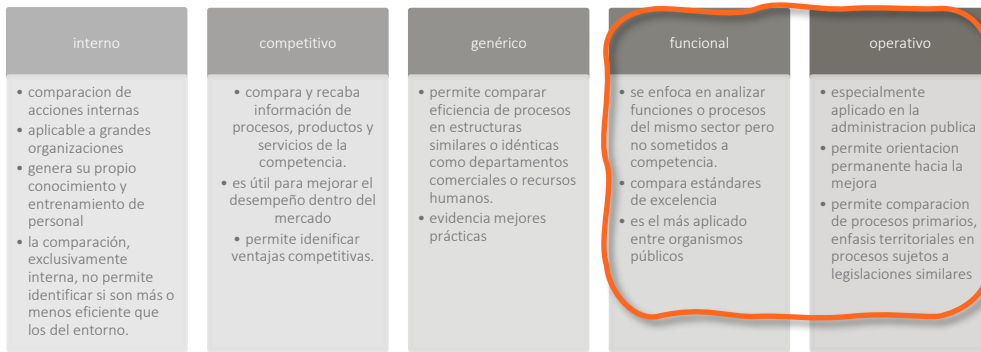 interno
• comparacion de
acciones internas
• aplicable a grandes
organizaciones
• genera su propio
conocimiento y
entrenamiento de
personal
• la comparación,
exclusivamente
interna, no permite
identificar si son más o
menos eficiente que
los del entorno.
competitivo
• compara y recaba
información de
procesos, productos y
servicios de la
competencia.
• es útil para mejorar el
desempeño dentro del
mercado
• permite idenificar
ventajas competitivas.
genérico
• permite comparar
eficiencia de procesos
en estructuras
similares o idénticas
como departamentos
comerciales o recursos
humanos.
• evidencia mejores
prácticas
funcional
• se enfoca en analizar
funciones o procesos
del mismo sector pero
no sometidos a
competencia.
• compara estándares
de excelencia
• es el más aplicado
entre organismos
públicos
operativo
• especialmente
aplicado en la
administracion publica
• permite orientacion
permanente hacia la
mejora
• permite comparacion
de procesos primarios,
enfasis territoriales en
procesos sujetos a
legislaciones similares